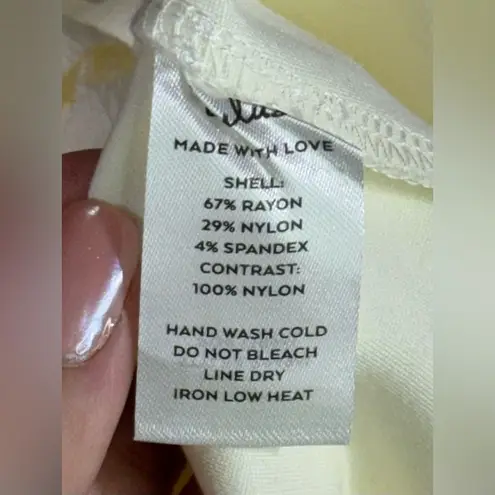 MADE WITH LOVE
SHELL:
67% RAYON
29% NYLON
4% SPANDEX
CONTRAST:
100% NYLON
HAND WASH COLD
DO NOT BLEACH
LINE DRY
IRON LOW HEAT